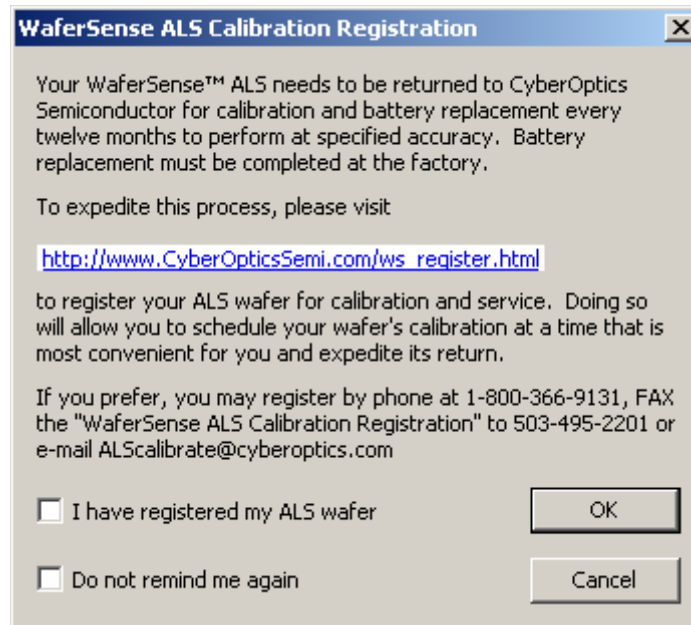 WaferSense ALS Calibration Registration
Your WaferSense™ ALS needs to be returned to CyberOptics
Semiconductor for calibration and battery replacement every
twelve months to perform at specified accuracy. Battery
replacement must be completed at the factory.
To expedite this process, please visit
http://www.CyberOpticsSemi.com/ws_register.html
to register your ALS wafer for calibration and service. Doing so
will allow you to schedule your wafer's calibration at a time that is
most convenient for you and expedite its return.
If you prefer, you may register by phone at 1-800-366-9131, FAX
the "WaferSense ALS Calibration Registration" to 503-495-2201 or
e-mail ALScalibrate@cyberoptics.com
I have registered my ALS wafer
OK
Do not remind me again
Cancel